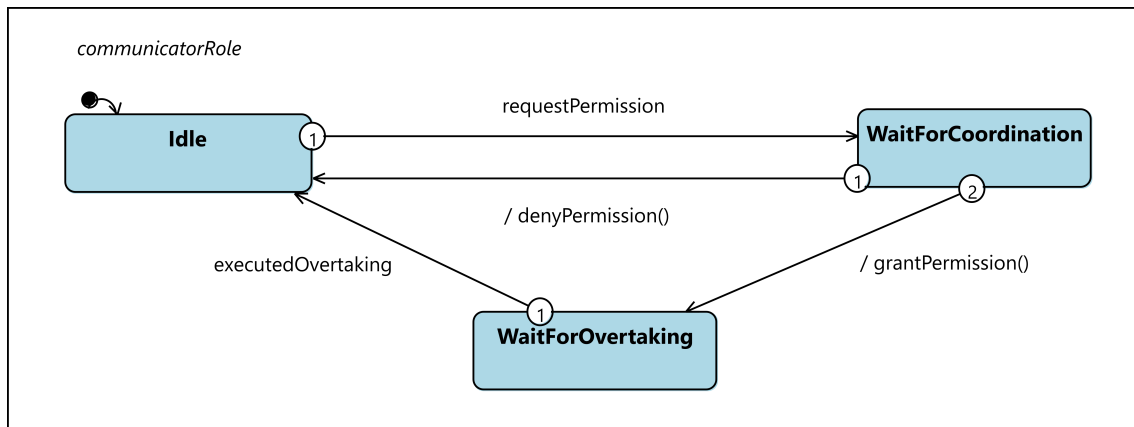 communicatorRole
requestPermission
Idle
1
WaitForCoordination
1
2
/ denyPermission()
executedOvertaking
/ grantPermission()
1
WaitForOvertaking